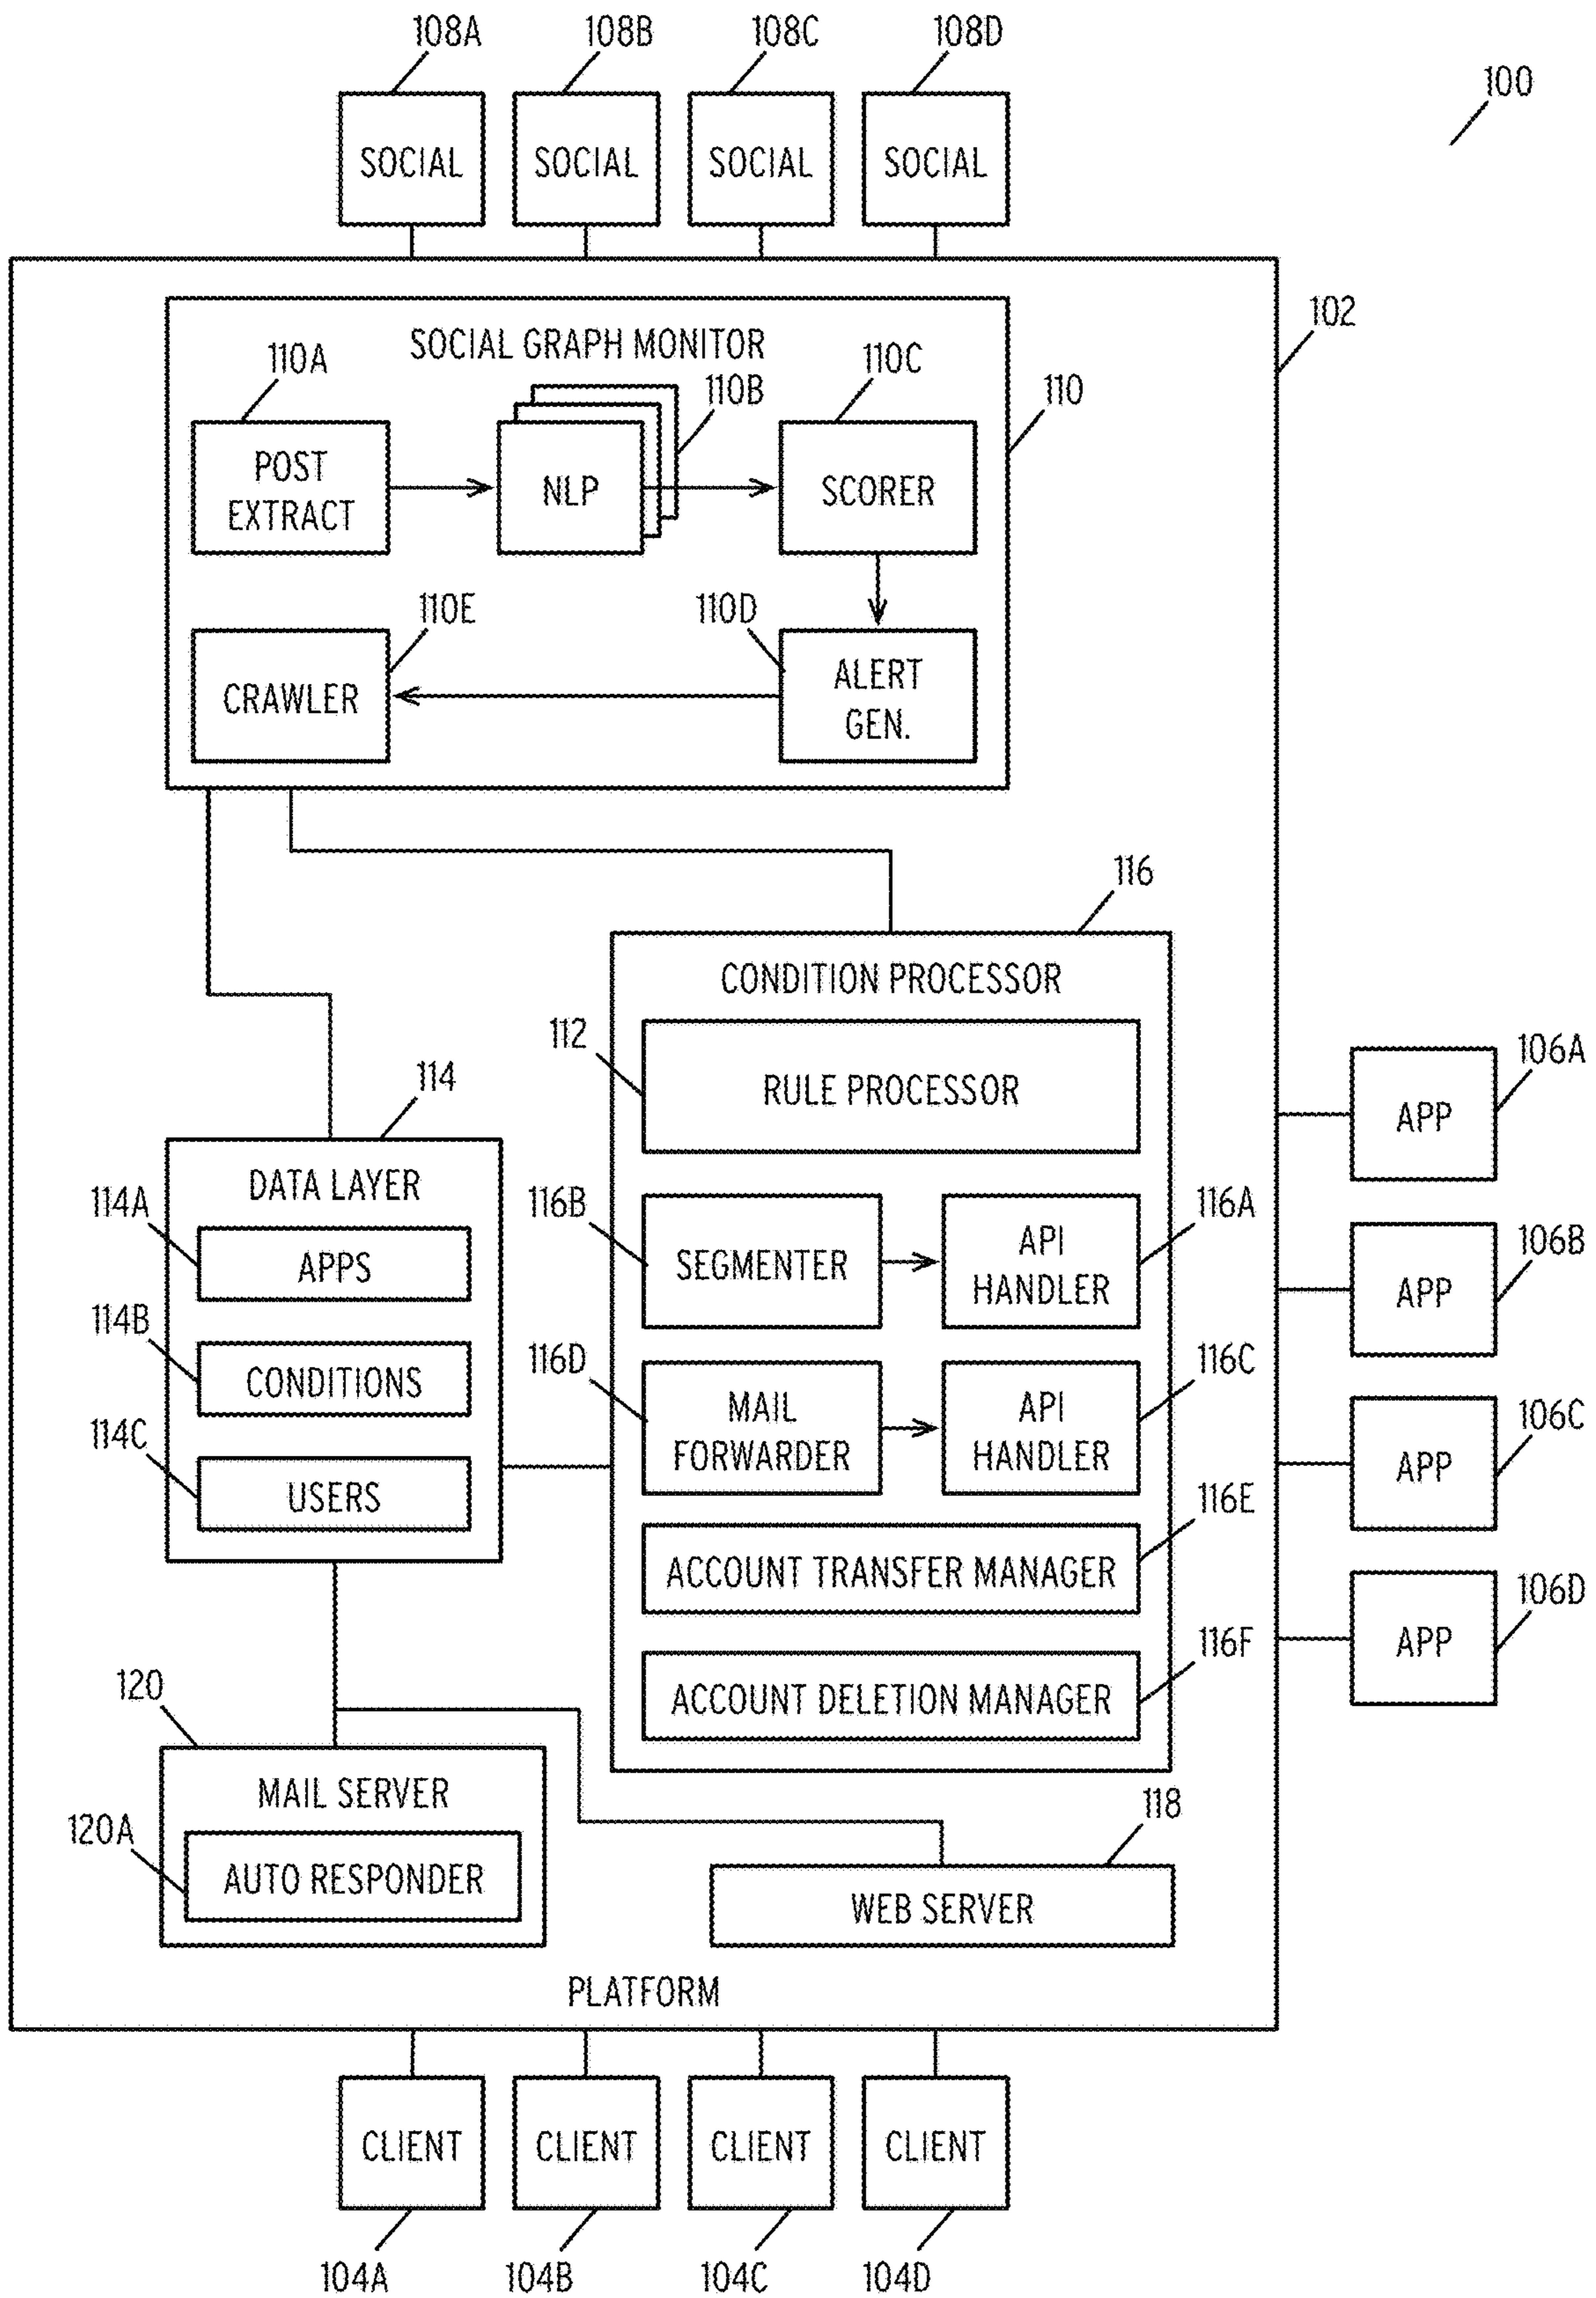 108A
108B
108C
108D
100
SOCIAL
SOCIAL
SOCIAL
SOCIAL
102
SOCIAL GRAPH MONITOR
110A
110B
110C
110
POST
EXTRACT
NLP
SCORER
110E
110D
CRAWLER
ALERT
GEN.
116
CONDITION PROCESSOR
112
RULE PROCESSOR
106A
APP
114
DATA LAYER
114A
APPS
116B
SEGMENTER
API
HANDLER
116A
106B
APP
114B
CONDITIONS
116D
MAIL
FORWARDER
API
HANDLER
116C
106C
APP
114C
USERS
116E
ACCOUNT TRANSFER MANAGER
106D
APP
116F
ACCOUNT DELETION MANAGER
120
MAIL SERVER
120A
AUTO RESPONDER
118
WEB SERVER
PLATFORM
CLIENT
CLIENT
CLIENT
CLIENT
104A
104B
104C
104D